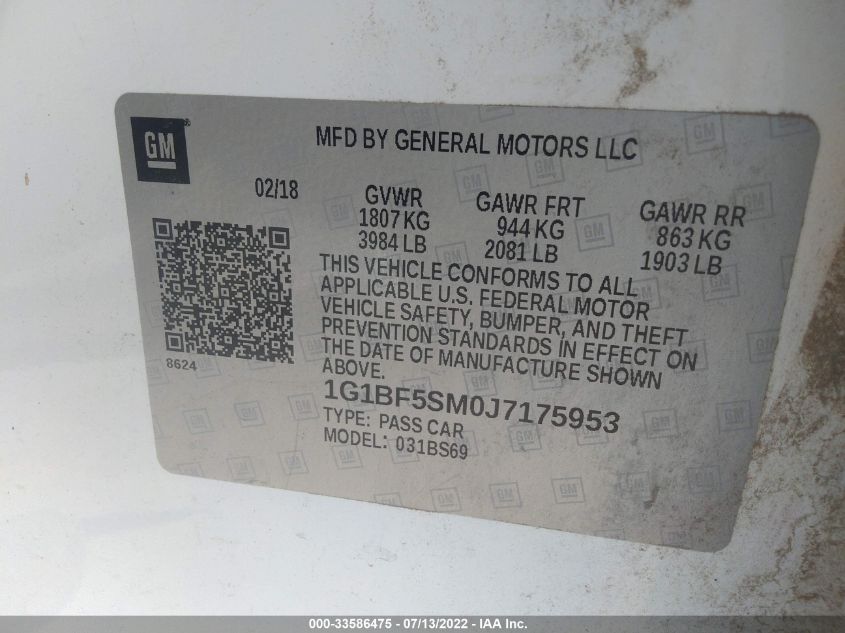 GM
MFD BY GENERAL MOTORS LLC
02/18
GVWR
1807 KG
3984 LB
GAWR FRT
944 KG
2081 LB
GAWR RR
863 KG
1903 LB
THIS VEHICLE CONFORMS TO ALL
APPLICABLE U.S. FEDERAL MOTOR
VEHICLE SAFETY, BUMPER, AND THEFT
PREVENTION STANDARDS IN EFFECT ON
THE DATE OF MANUFACTURE SHOWN
ABOVE.
8624
1G1BF5SM0J7175953
TYPE: PASS CAR
MODEL: 031BS69
000-33586475 - 07/13/2022 - IAA Inc.